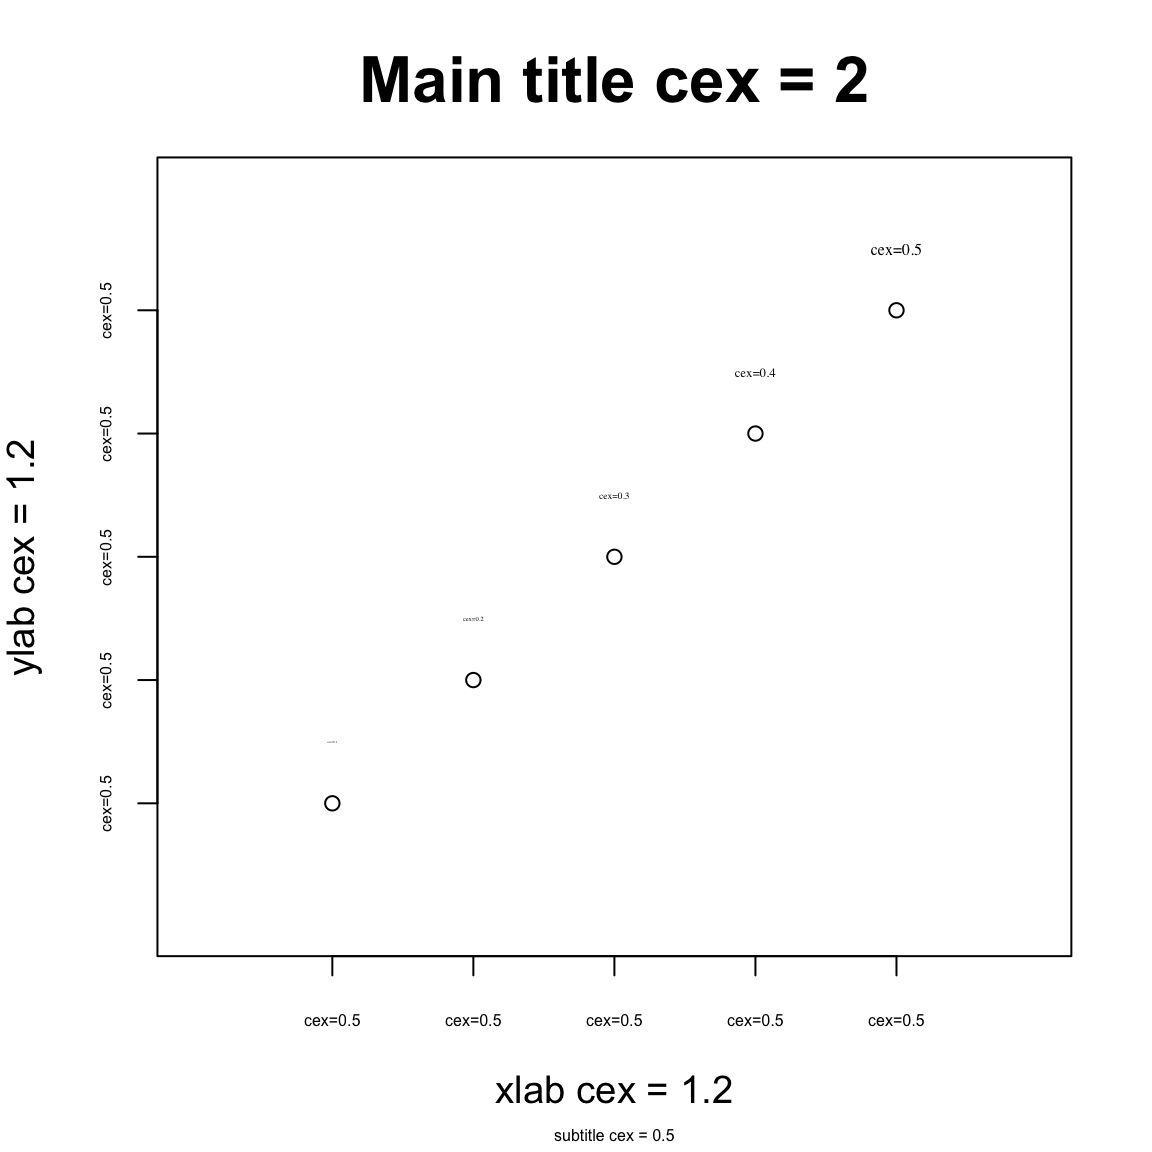 Main title cex = 2
cex=0.5
cex=0.5
cex=0.4
cex=0.5
cex=0.3
cex=0.5
cex=0.2
cex=0.5
cex=0.5
ylab cex = 1.2
cex=0.5 cex=0.5 cex=0.5 cex=0.5 cex=0.5
xlab cex = 1.2
subtitle cex = 0.5